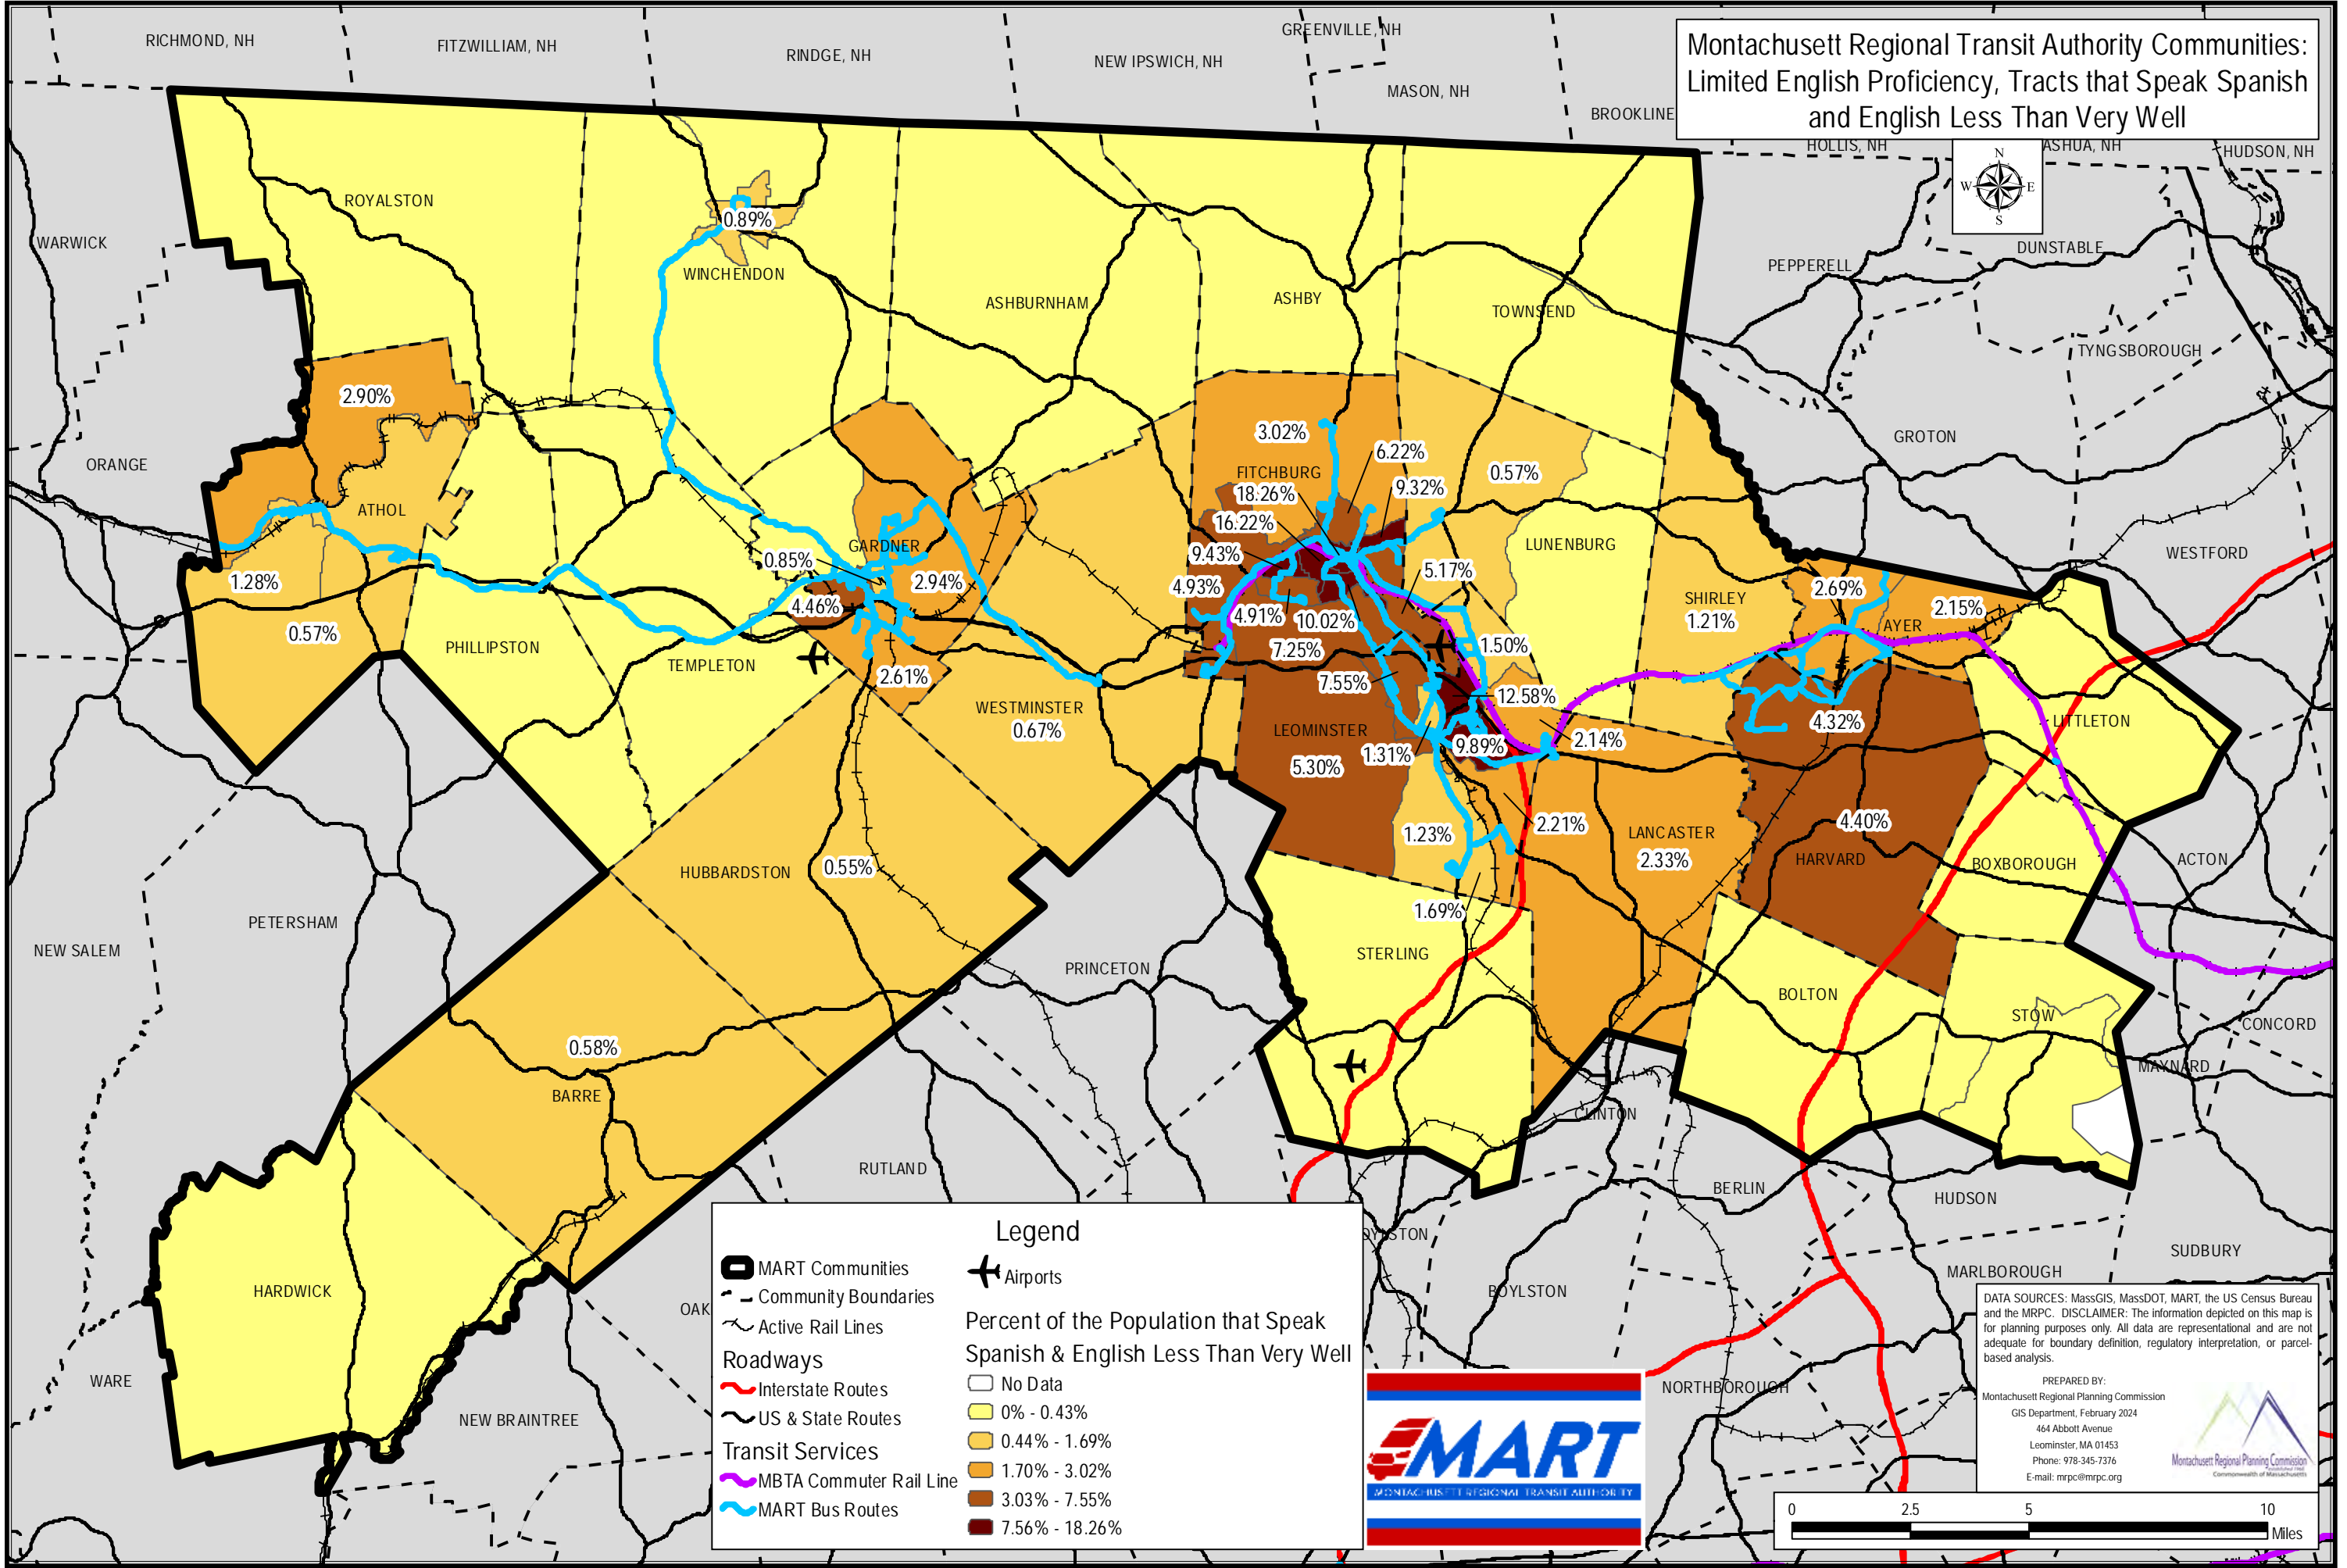 RICHMOND, NH
FITZWILLIAM, NH
RINDGE, NH
NEW IPSWICH, NH
GREENVILLE, NH
MASON, NH
BROOKLINE
HOLLIS, NH
ASHUA, NH
HUDSON, NH
Montachusett Regional Transit Authority Communities:
Limited English Proficiency, Tracts that Speak Spanish
and English Less Than Very Well
N
W
E
S
WARWICK
ROYALSTON
0.89%
WINCHENDON
ASHBURNHAM
ASHBY
TOWNSEND
PEPPERELL
DUNSTABLE
TYNGSBOROUGH
GROTON
WESTFORD
ORANGE
2.90%
ATHOL
1.28%
0.57%
PHILLIPSTON
TEMPLETON
GARDNER
0.85%
2.94%
4.46%
2.61%
WESTMINSTER
0.67%
3.02%
FITCHBURG
6.22%
18.26%
9.32%
16.22%
9.43%
4.93%
4.91%
10.02%
7.25%
7.55%
5.17%
0.57%
LUNENBURG
1.50%
12.58%
LEOMINSTER
5.30%
1.31%
9.89%
2.14%
1.23%
2.21%
1.69%
SHIRLEY
1.21%
2.69%
2.15%
AYER
4.32%
LITTLETON
LANCASTER
2.33%
4.40%
HARVARD
BOXBOROUGH
ACTON
HUBBARDSTON
0.55%
PETERSHAM
NEW SALEM
PRINCETON
STERLING
BOLTON
STOW
CONCORD
MAYNARD
0.58%
BARRE
CLINTON
RUTLAND
BERLIN
HUDSON
SUDBURY
MARLBOROUGH
HARDWICK
OAK
OYLSTON
BOYLSTON
WARE
NEW BRAINTREE
NORTHBOROUGH
Legend
MART Communities
Community Boundaries
Active Rail Lines
Roadways
Interstate Routes
US & State Routes
Transit Services
MBTA Commuter Rail Line
MART Bus Routes
Airports
Percent of the Population that Speak
Spanish & English Less Than Very Well
No Data
0% - 0.43%
0.44% - 1.69%
1.70% - 3.02%
3.03% - 7.55%
7.56% - 18.26%
MART
MONTACHUSETT REGIONAL TRANSIT AUTHORITY
DATA SOURCES: MassGIS, MassDOT, MART, the US Census Bureau
and the MRPC. DISCLAIMER: The information depicted on this map is
for planning purposes only. All data are representational and are not
adequate for boundary definition, regulatory interpretation, or parcel-
based analysis.
PREPARED BY:
Montachusett Regional Planning Commission
GIS Department, February 2024
464 Abbott Avenue
Leominster, MA 01453
Phone: 978-345-7376
E-mail: mrpc@mrpc.org
Montachusett Regional Planning Commission
Commonwealth of Massachusetts
0
2.5
5
10
Miles